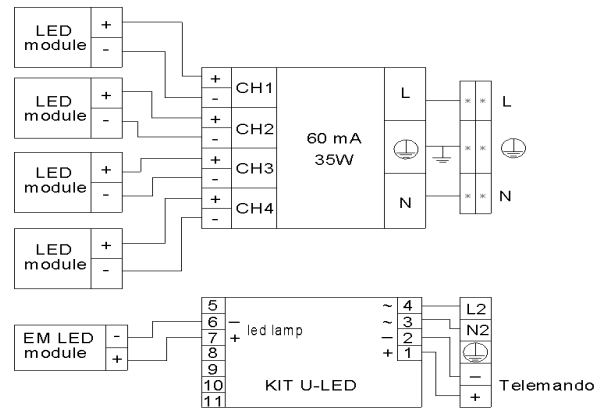 LED module + -
LED module + -
LED module + -
LED module + -
+ - CH1
+ - CH2
+ - CH3
+ - CH4
60 mA
35W
L
N
* * L
* *
* * N
EM LED module - +
5
6 – led lamp
7 +
8
9
10
11
KIT U-LED
~ 4
~ 3
– 2
+ 1
L2
N2
–
+
Telemando